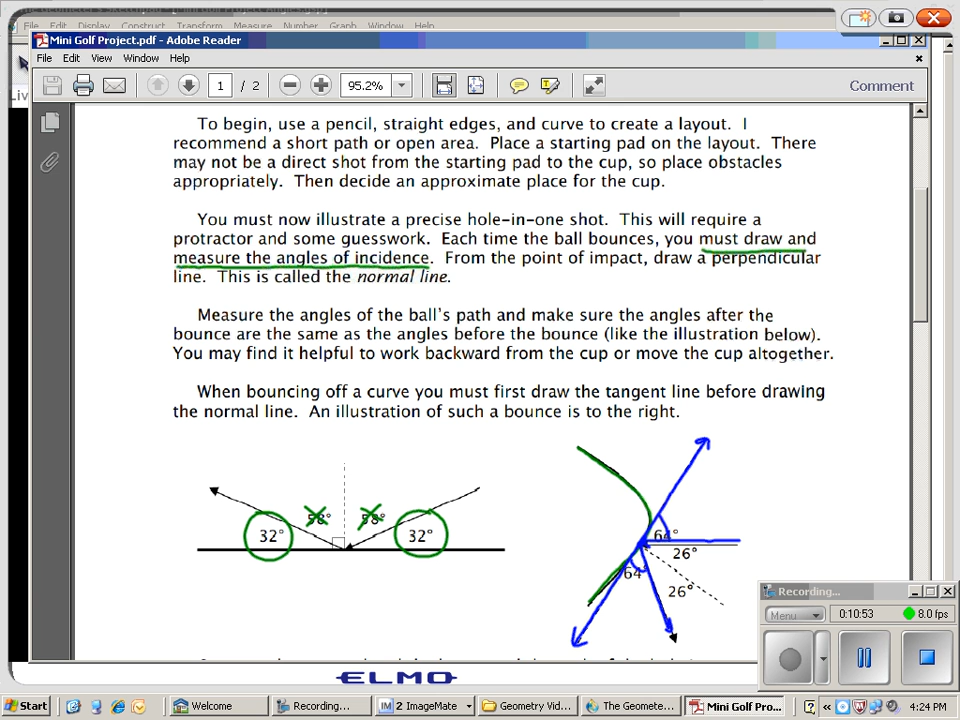 File Edit Display Construct Transform Measure Number Graph Window Help
Mini Golf Project.pdf - Adobe Reader
File Edit View Window Help
1 / 2 95.2% Comment
Liv
To begin, use a pencil, straight edges, and curve to create a layout. I
recommend a short path or open area. Place a starting pad on the layout. There
may not be a direct shot from the starting pad to the cup, so place obstacles
appropriately. Then decide an approximate place for the cup.
You must now illustrate a precise hole-in-one shot. This will require a
protractor and some guesswork. Each time the ball bounces, you must draw and
measure the angles of incidence. From the point of impact, draw a perpendicular
line. This is called the normal line.
Measure the angles of the ball's path and make sure the angles after the
bounce are the same as the angles before the bounce (like the illustration below).
You may find it helpful to work backward from the cup or move the cup altogether.
When bouncing off a curve you must first draw the tangent line before drawing
the normal line. An illustration of such a bounce is to the right.
58° 58°
32° 32°
64°
26°
64°
26°
Recording...
Menu 0:10:53 8.0 fps
ELMO
Start Welcome Recording... 2 ImageMate Geometry Vid... The Geomete... Mini Golf Pro... 4:24 PM